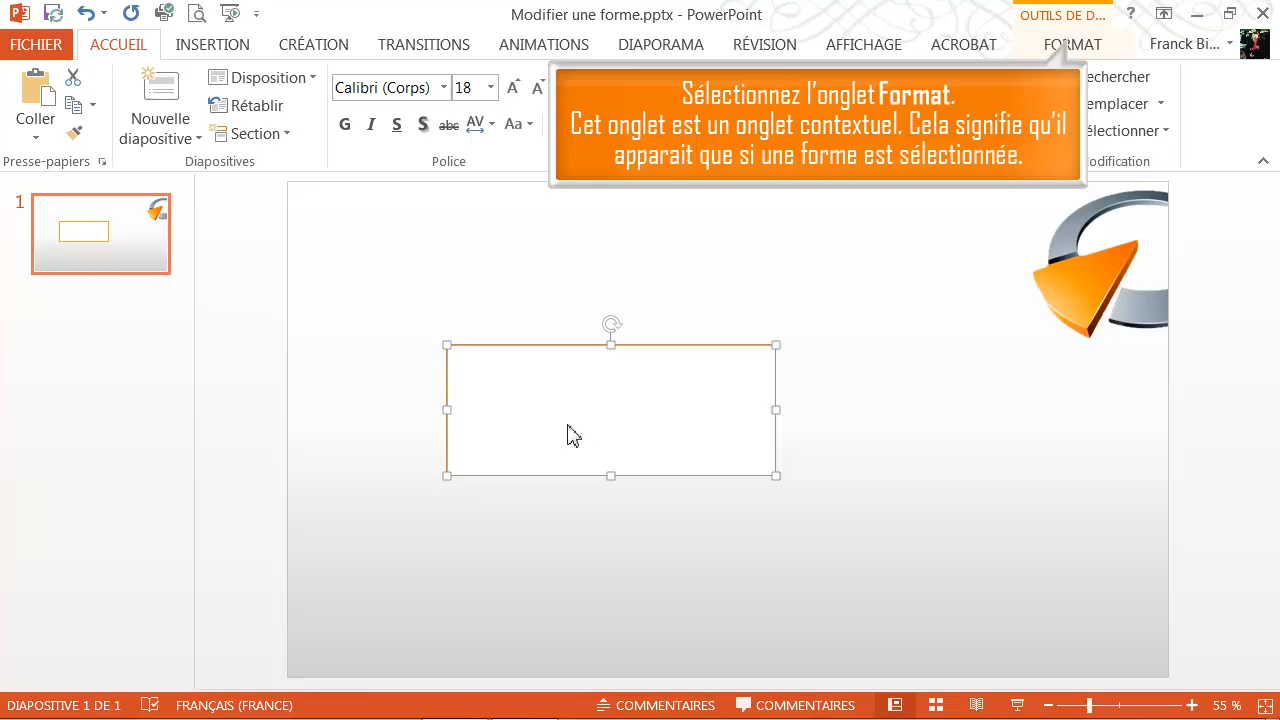 Modifier une forme.pptx - PowerPoint
OUTILS DE D...
?
FICHIER ACCUEIL INSERTION CRÉATION TRANSITIONS ANIMATIONS DIAPORAMA RÉVISION AFFICHAGE ACROBAT FORMAT Franck Bi...
Coller
Presse-papiers
Nouvelle
diapositive
Disposition
Rétablir
Section
Diapositives
Calibri (Corps) 18 A A
G I S S abc AV Aa
Police
Sélectionnez l'onglet Format.
Cet onglet est un onglet contextuel. Cela signifie qu'il
apparait que si une forme est sélectionnée.
echercher
emplacer
électionner
odification
1
DIAPOSITIVE 1 DE 1 FRANÇAIS (FRANCE) COMMENTAIRES COMMENTAIRES 55 %